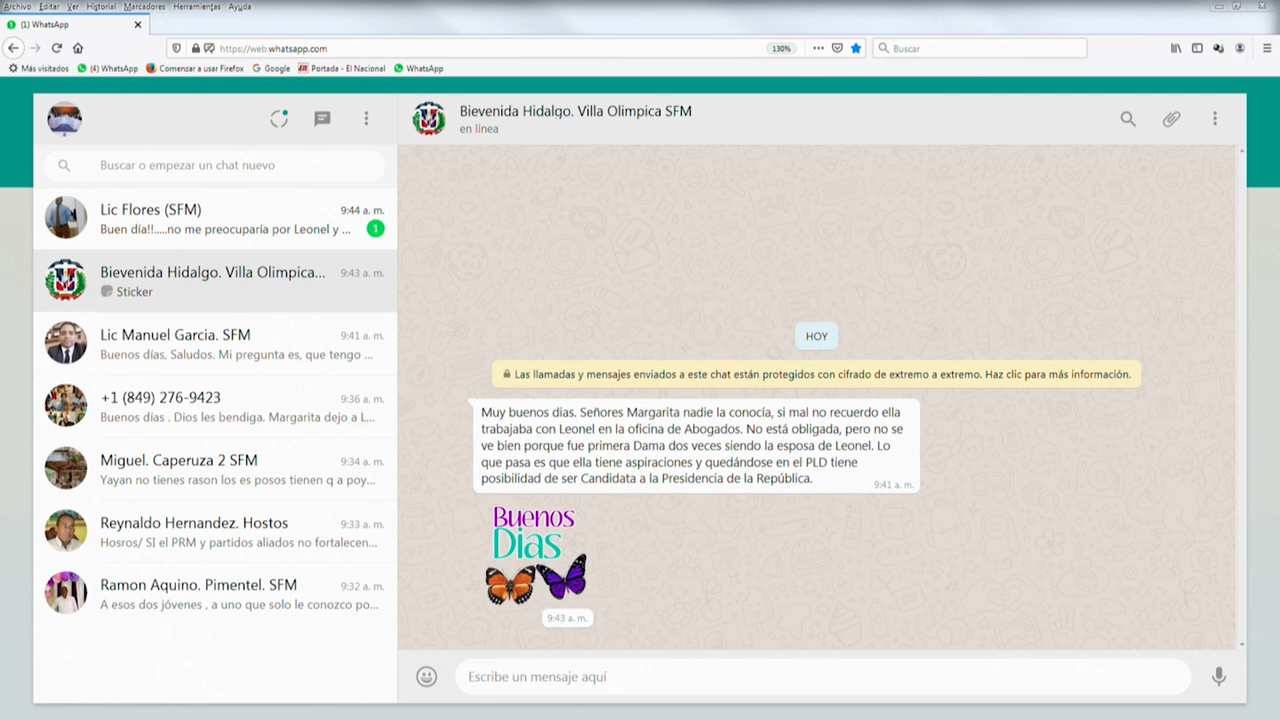 Archivo Editar Ver Historial Marcadores Herramientas Ayuda
(1) WhatsApp
https://web.whatsapp.com
130%
Buscar
Más visitados (4) WhatsApp Comenzar a usar Firefox Google Portada - El Nacional WhatsApp
Buscar o empezar un chat nuevo
Lic Flores (SFM) 9:44 a. m.
Buen día!!.....no me preocuparía por Leonel y ... 1
Bievenida Hidalgo. Villa Olimpica... 9:43 a. m.
Sticker
Lic Manuel Garcia. SFM 9:41 a. m.
Buenos días, Saludos. Mi pregunta es, que tengo ...
+1 (849) 276-9423 9:36 a. m.
Buenos días . Dios les bendiga. Margarita dejo a L...
Miguel. Caperuza 2 SFM 9:34 a. m.
Yayan no tienes rason los es posos tienen q a poy...
Reynaldo Hernandez. Hostos 9:33 a. m.
Hosros/ SI el PRM y partidos aliados no fortalecen...
Ramon Aquino. Pimentel. SFM 9:32 a. m.
A esos dos jóvenes , a uno que solo le conozco po...
Bievenida Hidalgo. Villa Olimpica SFM
en línea
HOY
Las llamadas y mensajes enviados a este chat están protegidos con cifrado de extremo a extremo. Haz clic para más información.
Muy buenos dias. Señores Margarita nadie la conocía, si mal no recuerdo ella
trabajaba con Leonel en la oficina de Abogados. No está obligada, pero no se
ve bien porque fue primera Dama dos veces siendo la esposa de Leonel. Lo
que pasa es que ella tiene aspiraciones y quedándose en el PLD tiene
posibilidad de ser Candidata a la Presidencia de la República.
9:41 a. m.
Buenos
Dias
9:43 a. m.
Escribe un mensaje aquí